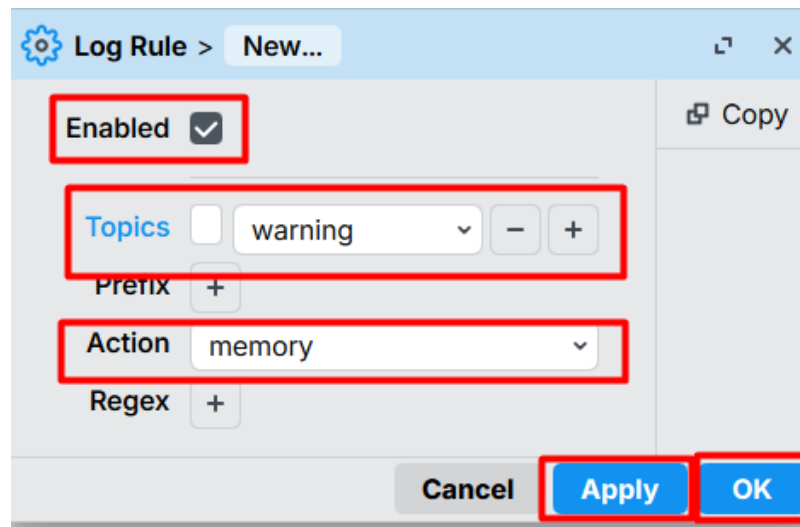 Log Rule > New...
Enabled
Copy
Topics warning − +
Prefix +
Action memory
Regex +
Cancel Apply OK